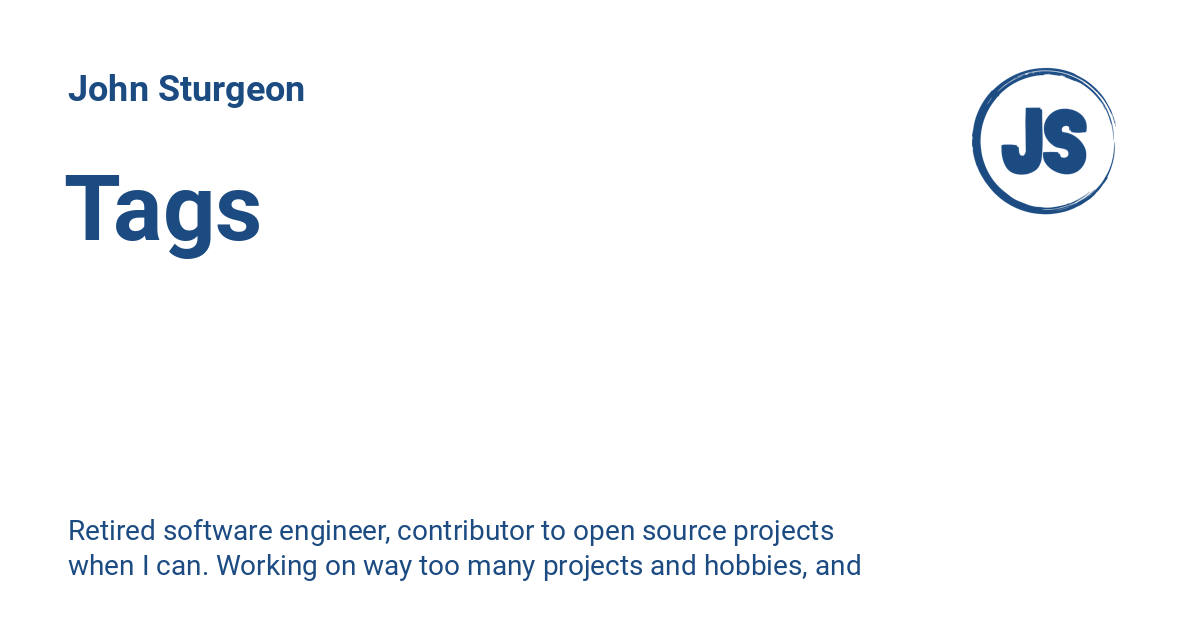 John Sturgeon
JS
Tags
Retired software engineer, contributor to open source projects
when I can. Working on way too many projects and hobbies, and